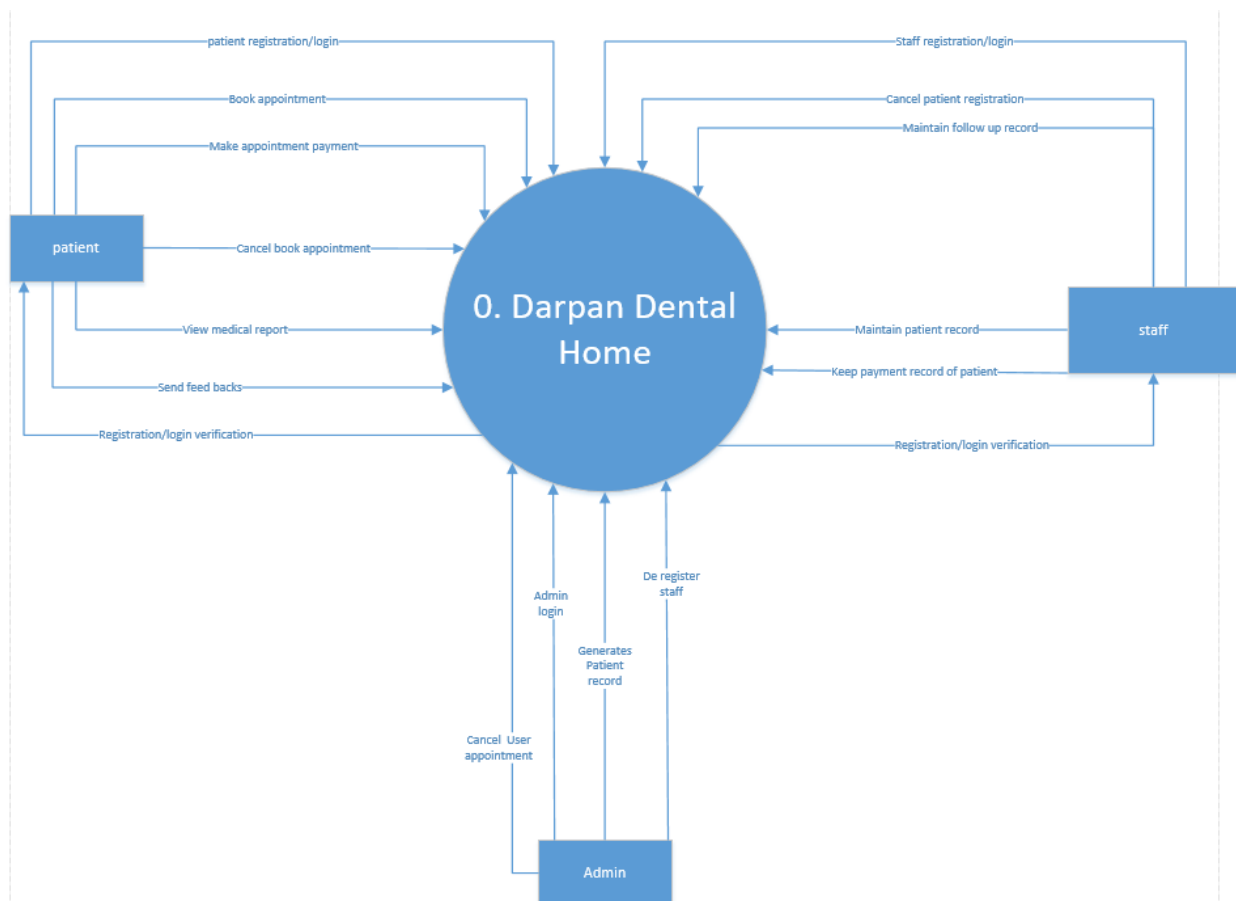 patient registration/login
Staff registration/login
Book appointment
Cancel patient registration
Maintain follow up record
Make appointment payment
patient
Cancel book appointment
0. Darpan Dental
Home
View medical report
Maintain patient record
staff
Keep payment record of patient
Send feed backs
Registration/login verification
Registration/login verification
De register
staff
Admin
login
Generates
Patient
record
Cancel User
appointment
Admin